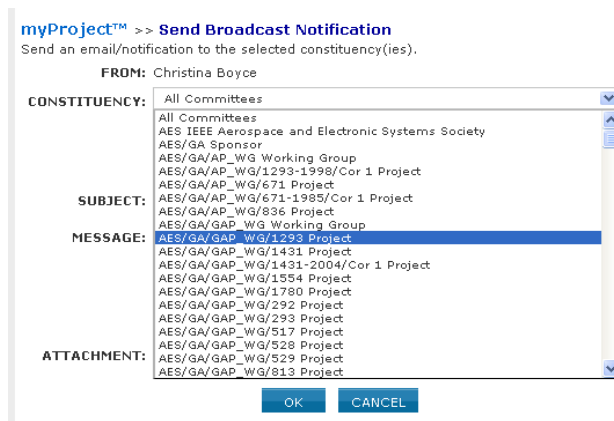 myProject™ >> Send Broadcast Notification
Send an email/notification to the selected constituency(ies).
FROM: Christina Boyce
CONSTITUENCY: All Committees
All Committees
AES IEEE Aerospace and Electronic Systems Society
AES/GA Sponsor
AES/GA/AP_WG Working Group
AES/GA/AP_WG/1293-1998/Cor 1 Project
AES/GA/AP_WG/671 Project
AES/GA/AP_WG/671-1985/Cor 1 Project
SUBJECT:
AES/GA/AP_WG/836 Project
AES/GA/GAP_WG Working Group
MESSAGE: AES/GA/GAP_WG/1293 Project
AES/GA/GAP_WG/1431 Project
AES/GA/GAP_WG/1431-2004/Cor 1 Project
AES/GA/GAP_WG/1554 Project
AES/GA/GAP_WG/1780 Project
AES/GA/GAP_WG/292 Project
AES/GA/GAP_WG/293 Project
AES/GA/GAP_WG/517 Project
AES/GA/GAP_WG/528 Project
ATTACHMENT: AES/GA/GAP_WG/529 Project
AES/GA/GAP_WG/813 Project
OK CANCEL